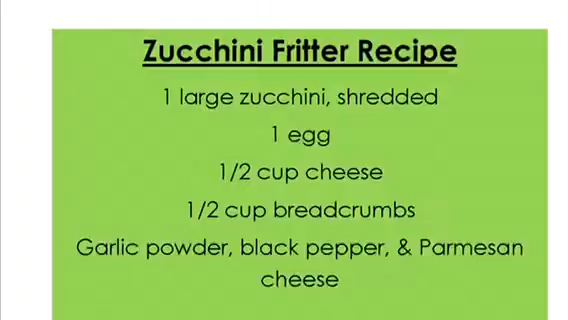 Zucchini Fritter Recipe
1 large zucchini, shredded
1 egg
1/2 cup cheese
1/2 cup breadcrumbs
Garlic powder, black pepper, & Parmesan
cheese